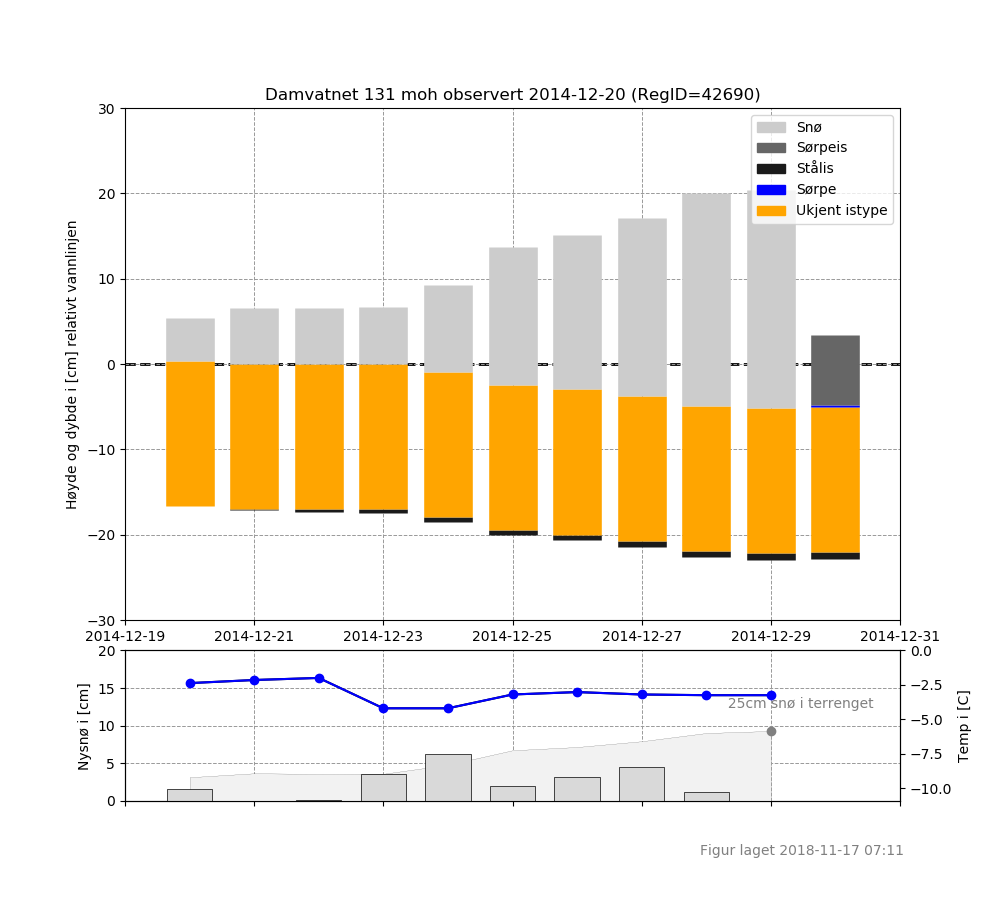 Damvatnet 131 moh observert 2014-12-20 (RegID=42690)
30
20
10
0
−10
−20
−30
Høyde og dybde i [cm] relativt vannlinjen
Snø
Sørpeis
Stålis
Sørpe
Ukjent istype
2014-12-19
2014-12-21
2014-12-23
2014-12-25
2014-12-27
2014-12-29
2014-12-31
20
15
10
5
0
Nysnø i [cm]
25cm snø i terrenget
0.0
−2.5
−5.0
−7.5
−10.0
Temp i [C]
Figur laget 2018-11-17 07:11